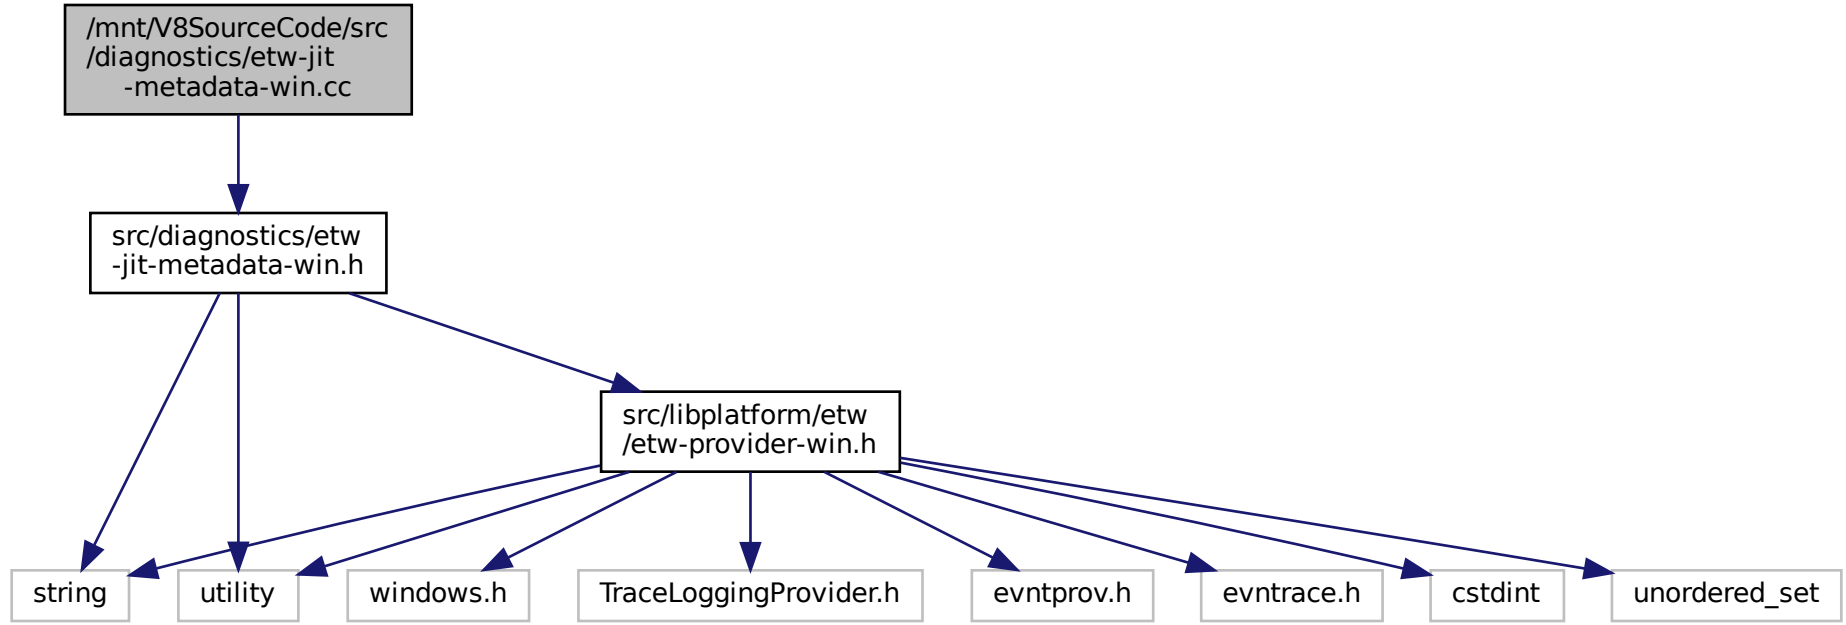 /mnt/V8SourceCode/src
/diagnostics/etw-jit
-metadata-win.cc
src/diagnostics/etw
-jit-metadata-win.h
src/libplatform/etw
/etw-provider-win.h
string
utility
windows.h
TraceLoggingProvider.h
evntprov.h
evntrace.h
cstdint
unordered_set